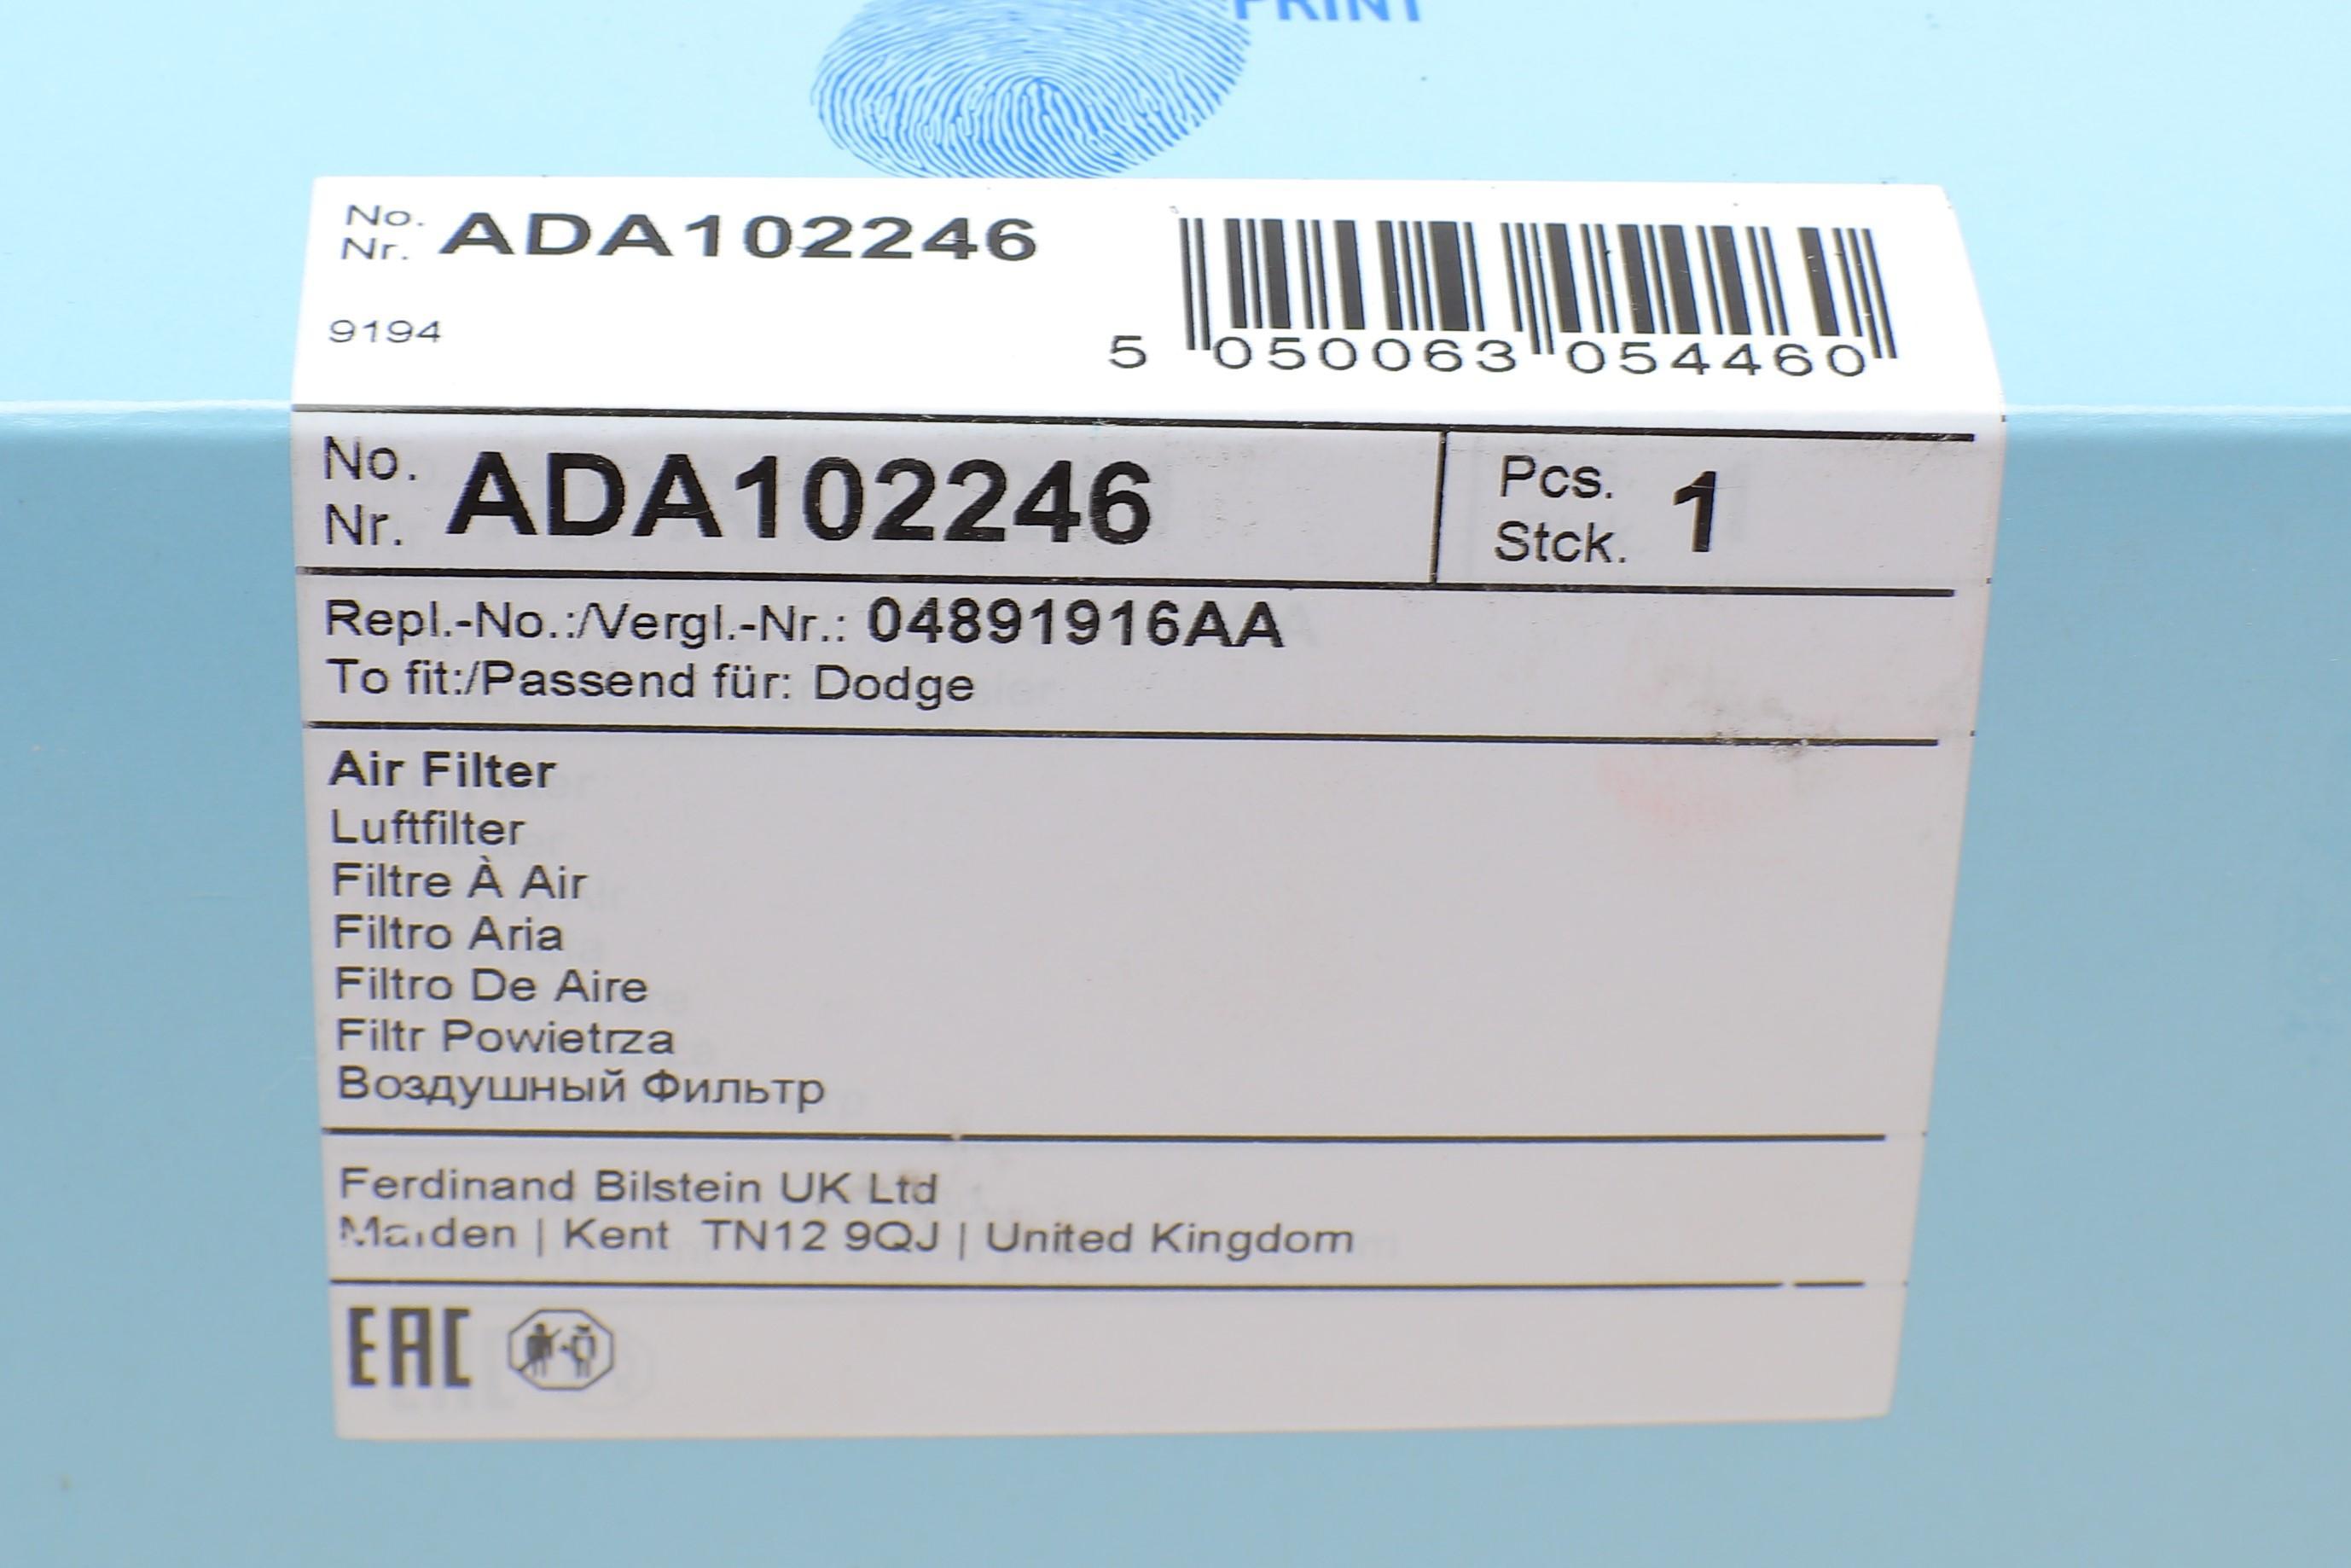 PRINT
No.
Nr. ADA102246
9194
5 050063 054460
No.
Nr. ADA102246
Pcs.
Stck. 1
Repl.-No.:/Vergl.-Nr.: 04891916AA
To fit:/Passend für: Dodge
Air Filter
Luftfilter
Filtre À Air
Filtro Aria
Filtro De Aire
Filtr Powietrza
Воздушный Фильтр
Ferdinand Bilstein UK Ltd
Marden | Kent TN12 9QJ | United Kingdom
EAC